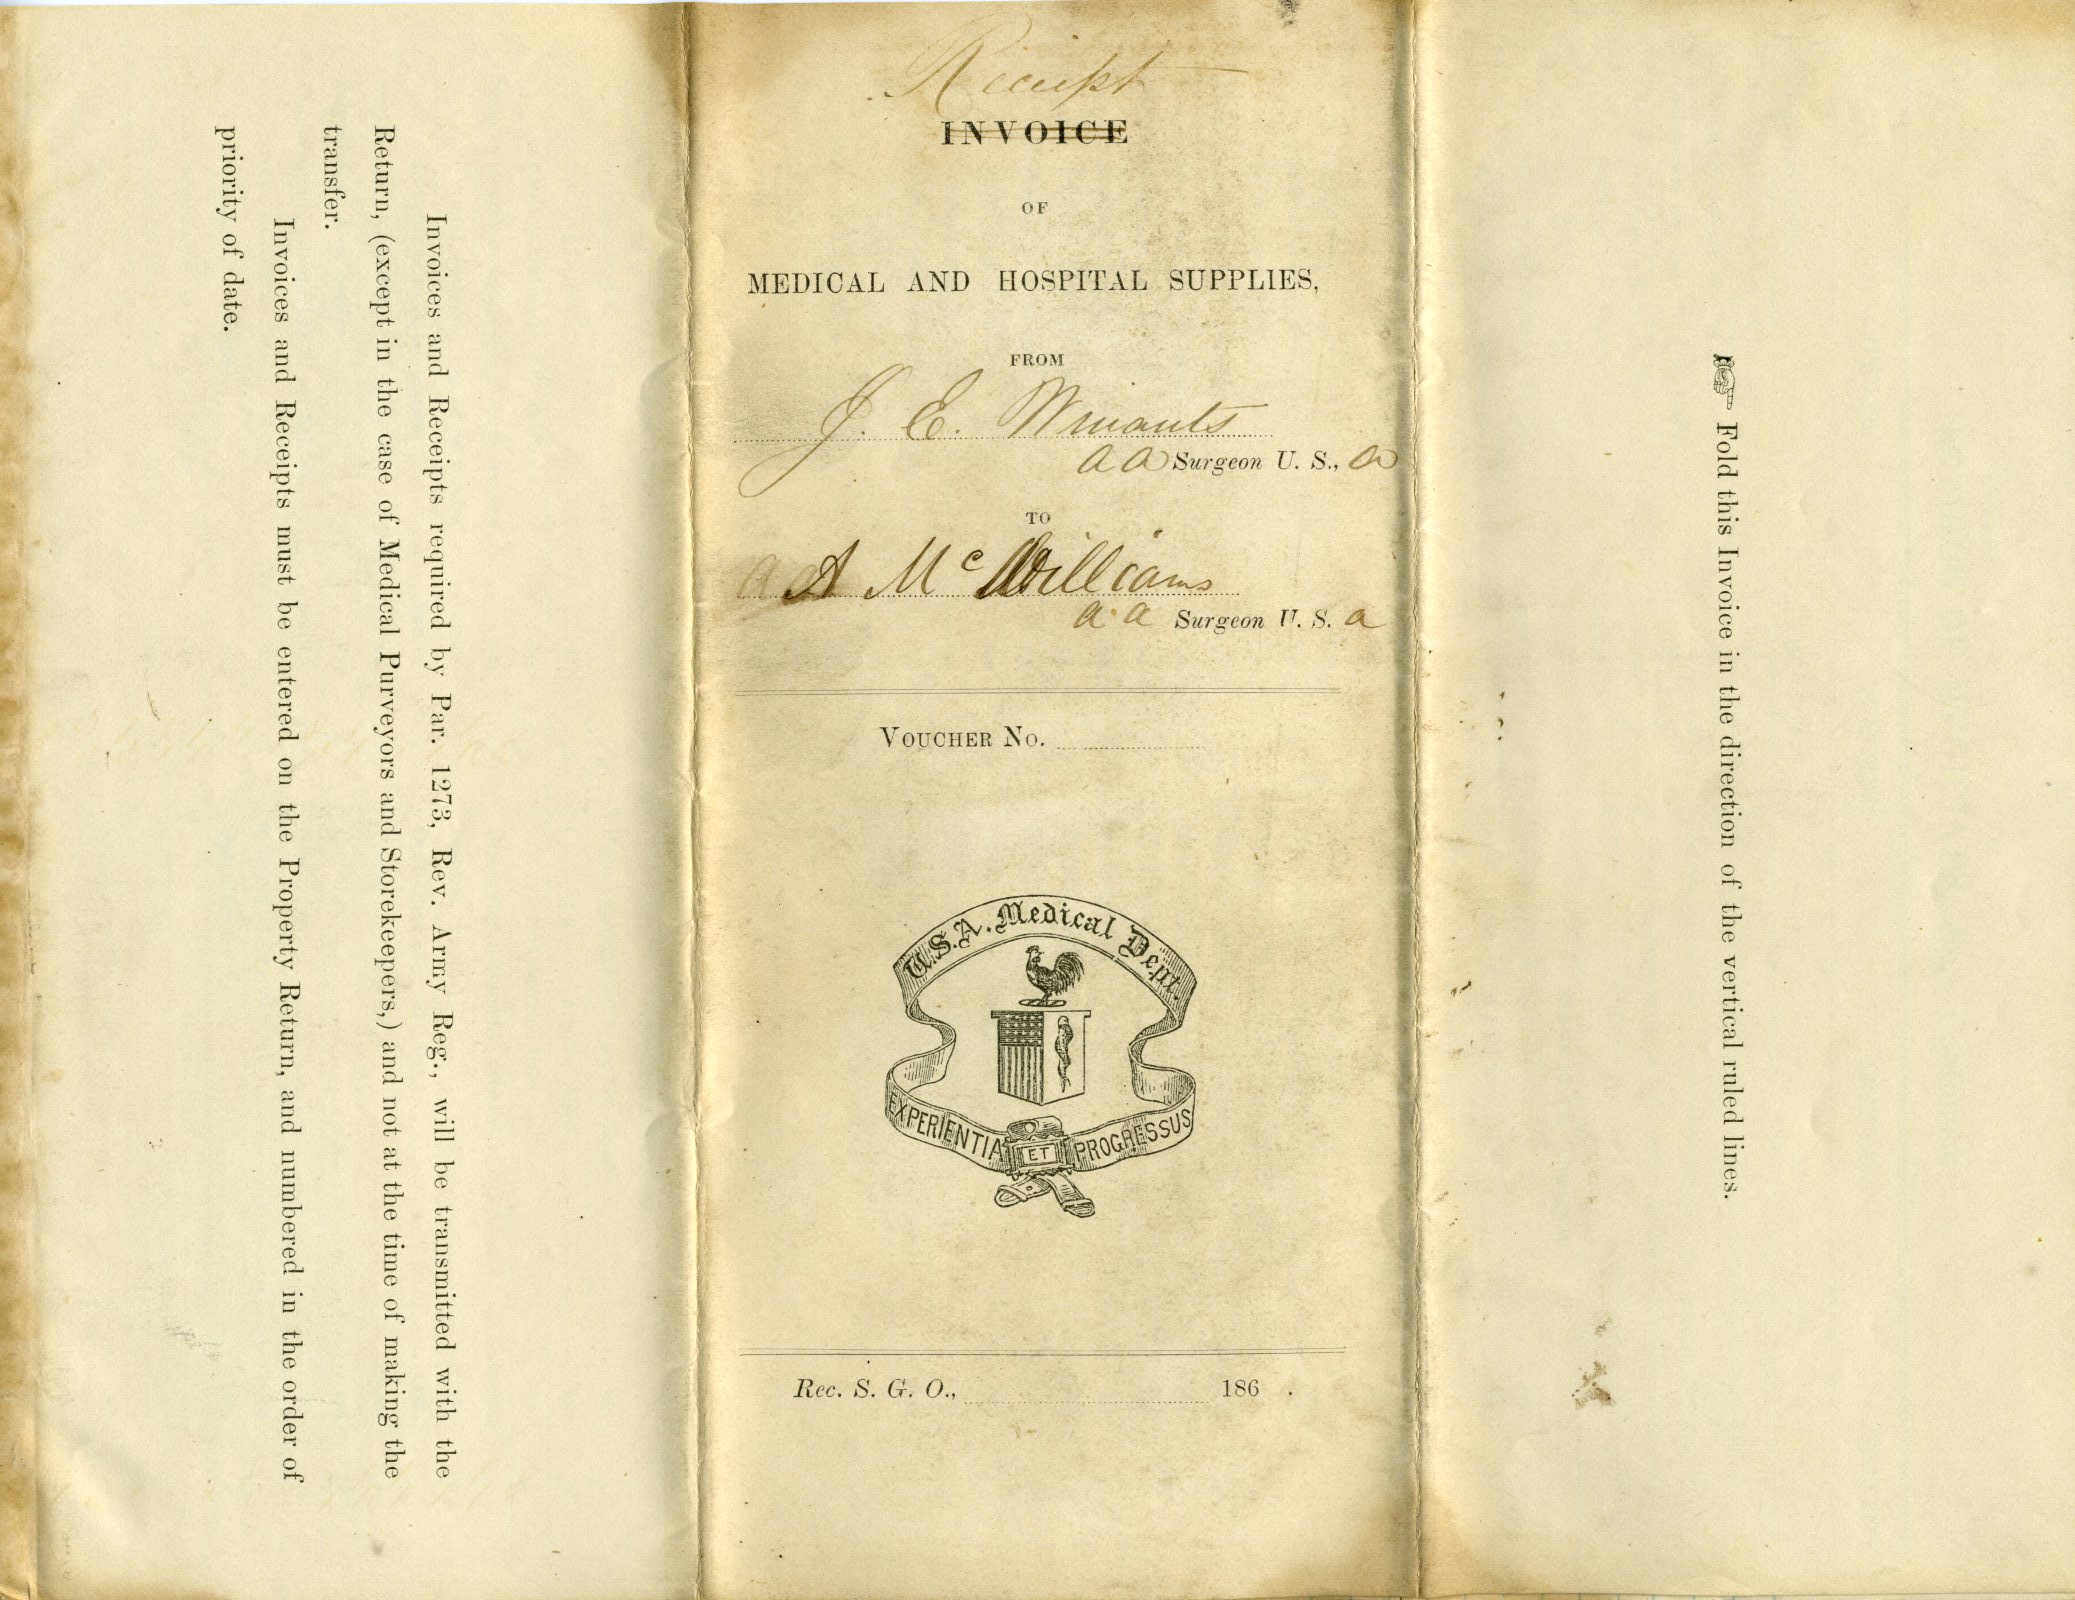 Invoices and Receipts required by Par. 1273, Rev. Army Reg., will be transmitted with the
Return, (except in the case of Medical Purveyors and Storekeepers,) and not at the time of making the
transfer.
Invoices and Receipts must be entered on the Property Return, and numbered in the order of
priority of date.
Receipt
INVOICE
OF
MEDICAL AND HOSPITAL SUPPLIES,
FROM
J. E. Winants
a a Surgeon U. S., a
TO
A McWilliams
a a Surgeon U. S. a
VOUCHER No.
U.S.A. Medical Dept.
EXPERIENTIA ET PROGRESSUS
Rec. S. G. O., 186 .
Fold this Invoice in the direction of the vertical ruled lines.